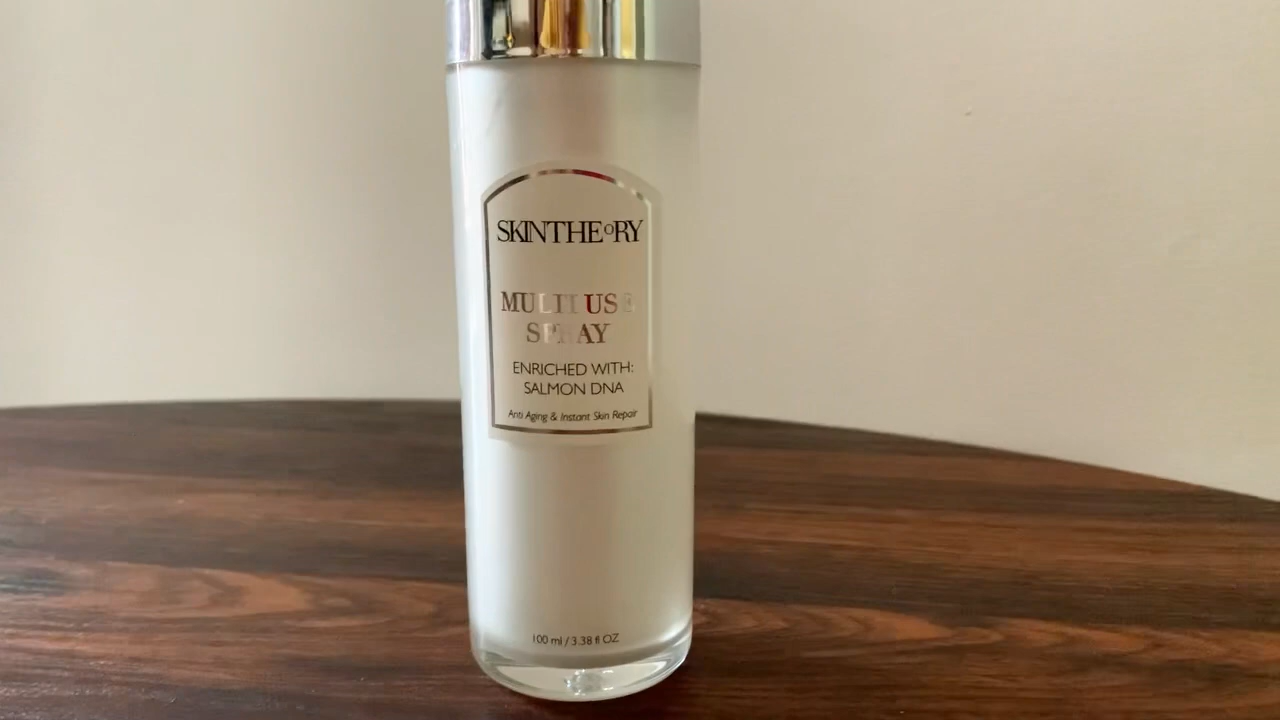 SKINTHEoRY
MULTI USE
SPRAY
ENRICHED WITH:
SALMON DNA
Anti Aging & Instant Skin Repair
100 ml / 3.38 fl OZ